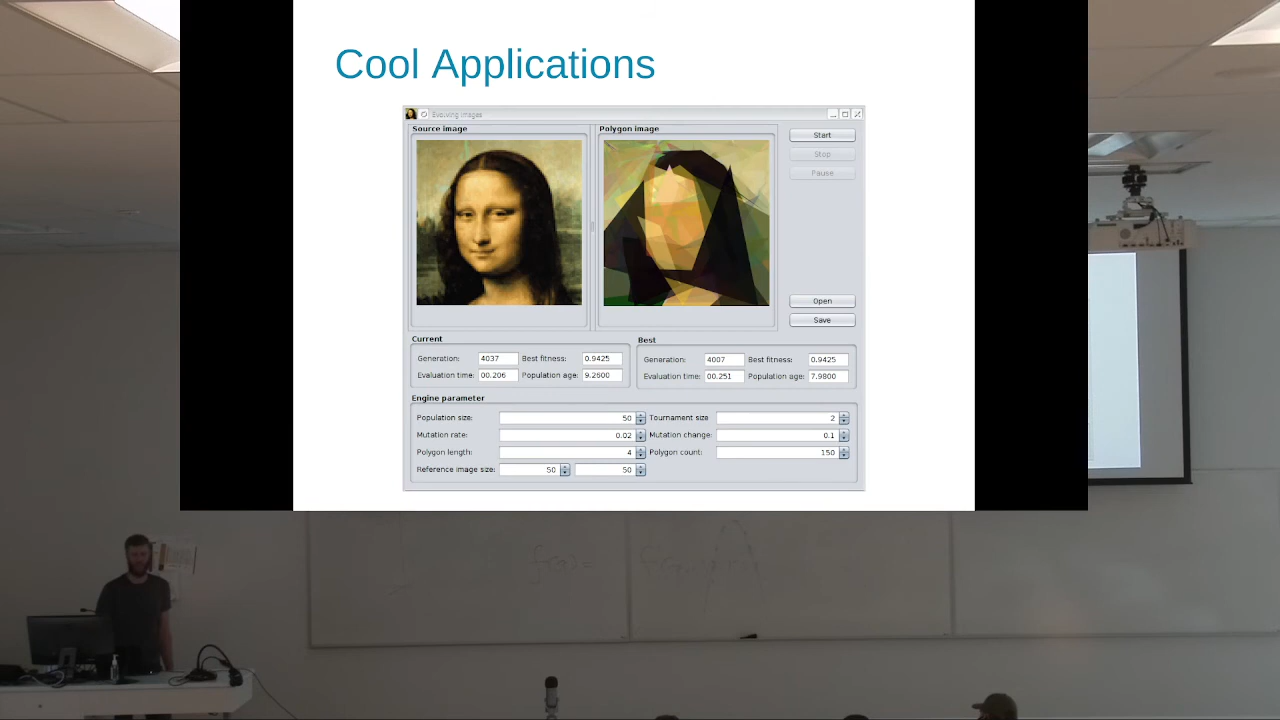 Cool Applications
Evolving images
Source image
Polygon image
Start
Stop
Pause
Open
Save
Current
Generation: 4037 Best fitness: 0.9425
Evaluation time: 00.206 Population age: 9.2600
Best
Generation: 4007 Best fitness: 0.9425
Evaluation time: 00.251 Population age: 7.9800
Engine parameter
Population size: 50 Tournament size 2
Mutation rate: 0.02 Mutation change: 0.1
Polygon length: 4 Polygon count: 150
Reference image size: 50 50